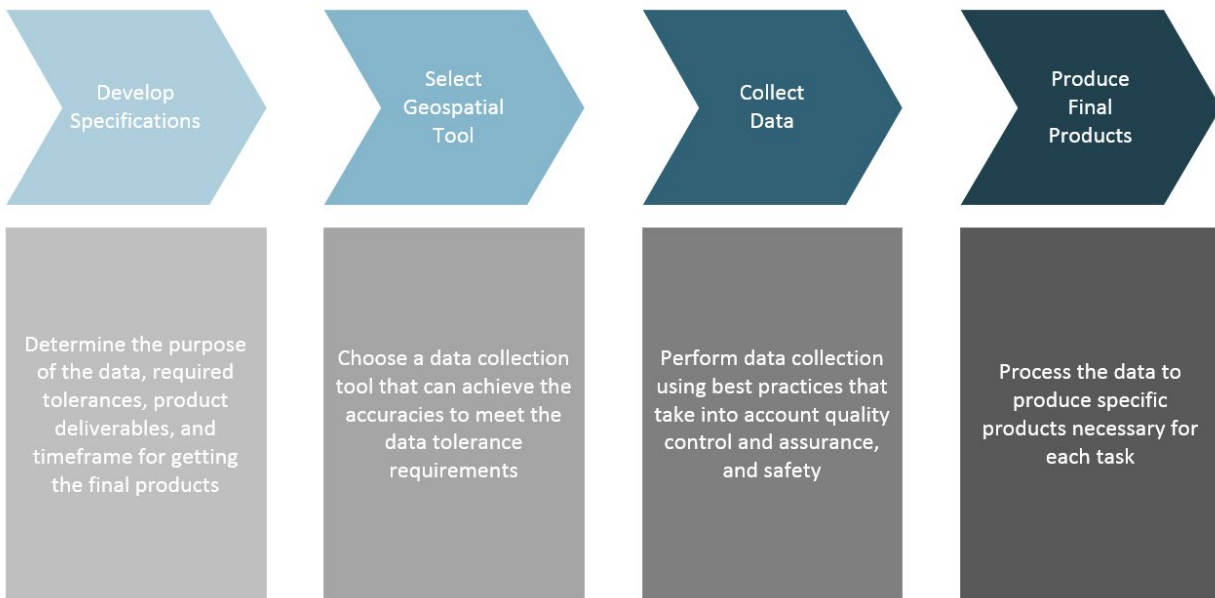 Develop
Specifications
Select
Geospatial
Tool
Collect
Data
Produce
Final
Products
Determine the purpose
of the data, required
tolerances, product
deliverables, and
timeframe for getting
the final products
Choose a data collection
tool that can achieve the
accuracies to meet the
data tolerance
requirements
Perform data collection
using best practices that
take into account quality
control and assurance,
and safety
Process the data to
produce specific
products necessary for
each task